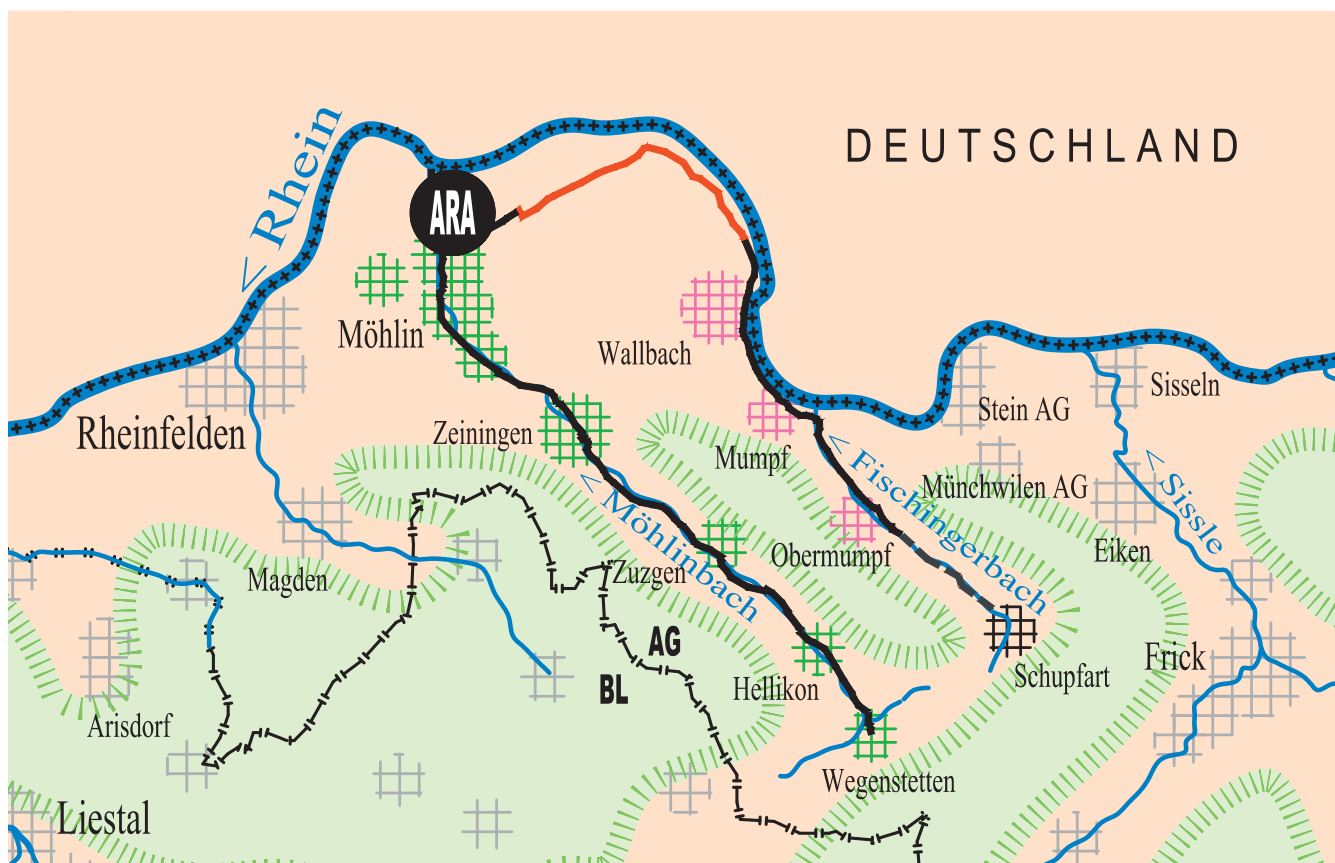 DEUTSCHLAND
< Rhein
ARA
Möhlin
Wallbach
Sisseln
Stein AG
Rheinfelden
Zeiningen
Mumpf
< Fischingerbach
Münchwilen AG
< Sissle
< Möhlinbach
Obermumpf
Eiken
Magden
Zuzgen
AG
BL
Hellikon
Schupfart
Frick
Arisdorf
Wegenstetten
Liestal